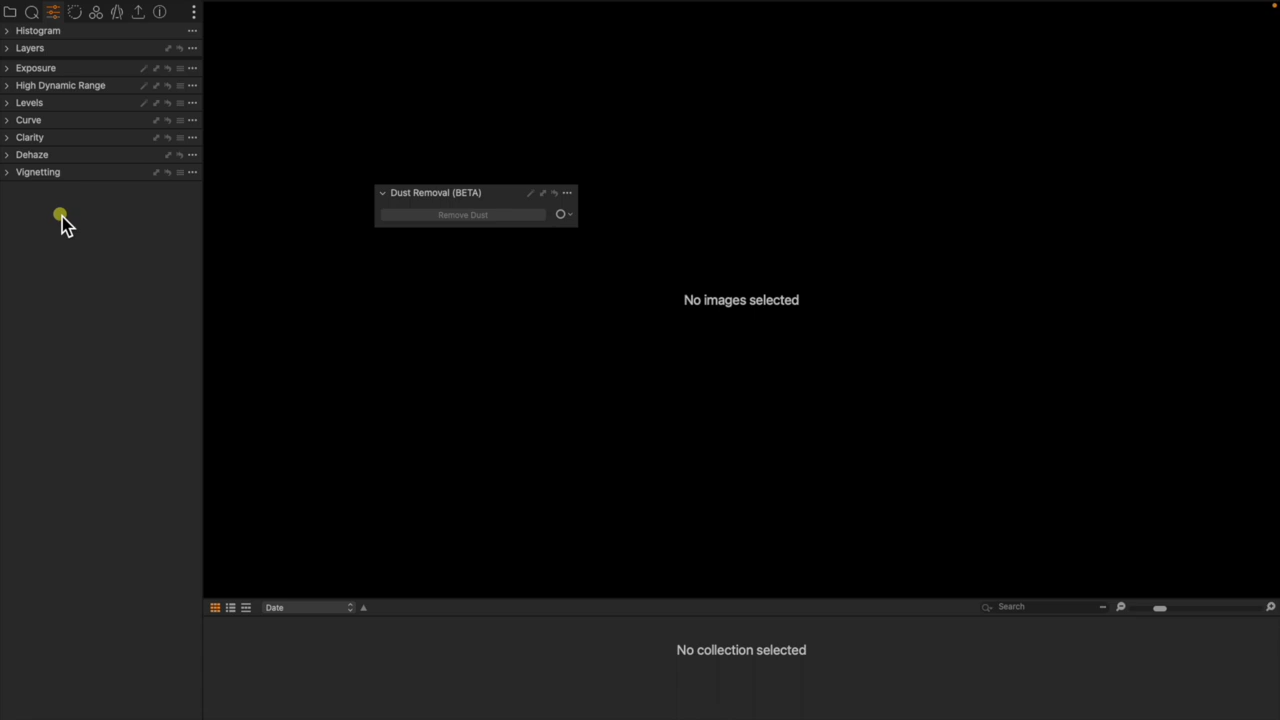 Histogram
Layers
Exposure
High Dynamic Range
Levels
Curve
Clarity
Dehaze
Vignetting
Dust Removal (BETA)
Remove Dust
No images selected
Date
Search
No collection selected